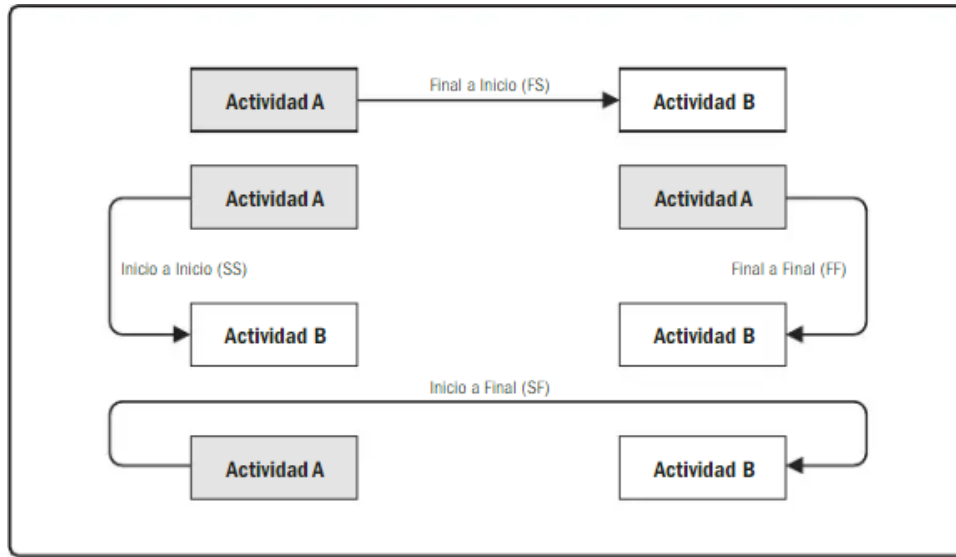 Final a Inicio (FS)
Actividad A
Actividad B
Actividad A
Actividad A
Inicio a Inicio (SS)
Final a Final (FF)
Actividad B
Actividad B
Inicio a Final (SF)
Actividad A
Actividad B